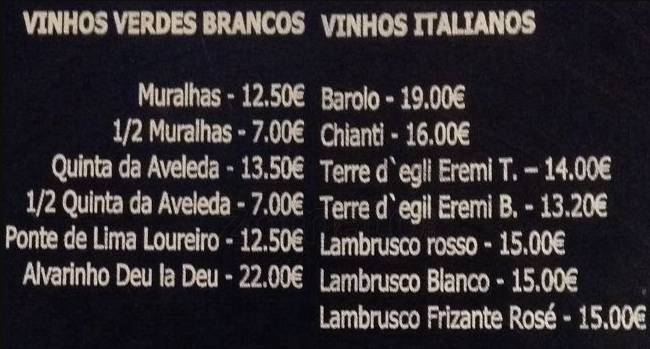 VINHOS VERDES BRANCOS
Muralhas - 12.50€
1/2 Muralhas - 7.00€
Quinta da Aveleda - 13.50€
1/2 Quinta da Aveleda - 7.00€
Ponte de Lima Loureiro - 12.50€
Alvarinho Deu la Deu - 22.00€
VINHOS ITALIANOS
Barolo - 19.00€
Chianti - 16.00€
Terre d`egli Eremi T. – 14.00€
Terre d`egil Eremi B. - 13.20€
Lambrusco rosso - 15.00€
Lambrusco Blanco - 15.00€
Lambrusco Frizante Rosé - 15.00€